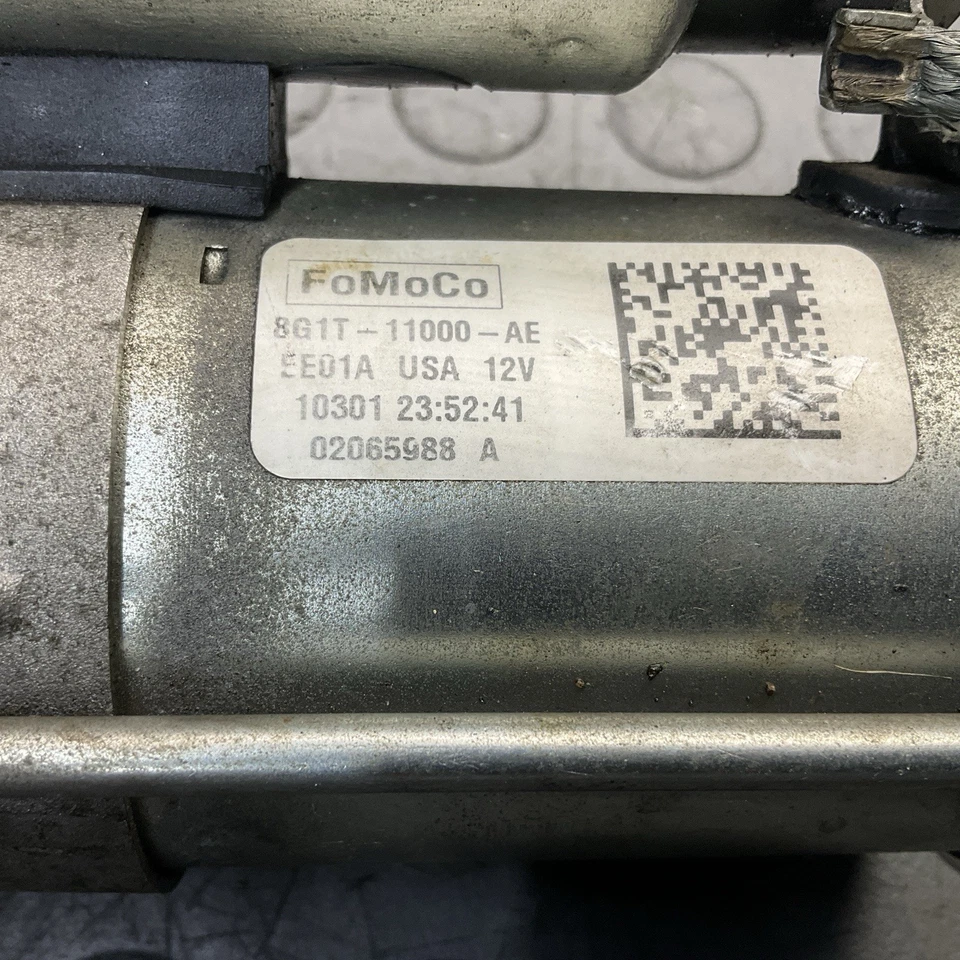 FoMoCo
8G1T-11000-AE
EE01A USA 12V
10301 23:52:41
02065988 A